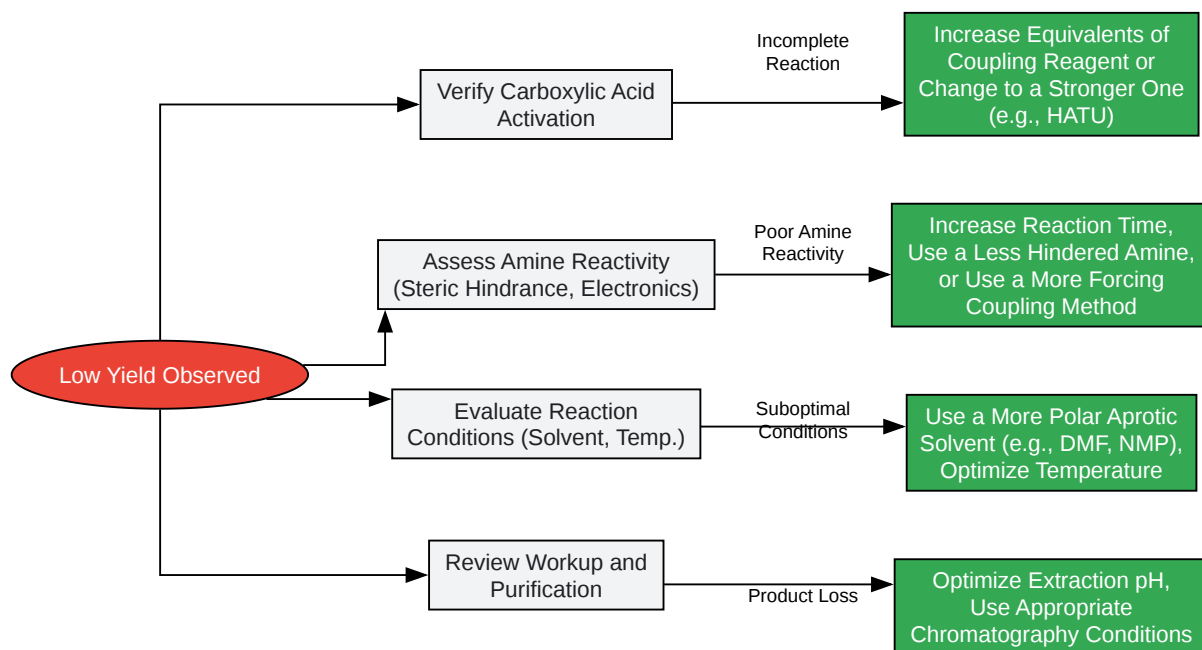 Low Yield Observed
Verify Carboxylic Acid
Activation
Incomplete
Reaction
Increase Equivalents of
Coupling Reagent or
Change to a Stronger One
(e.g., HATU)
Assess Amine Reactivity
(Steric Hindrance, Electronics)
Poor Amine
Reactivity
Increase Reaction Time,
Use a Less Hindered Amine,
or Use a More Forcing
Coupling Method
Evaluate Reaction
Conditions (Solvent, Temp.)
Suboptimal
Conditions
Use a More Polar Aprotic
Solvent (e.g., DMF, NMP),
Optimize Temperature
Review Workup and
Purification
Product Loss
Optimize Extraction pH,
Use Appropriate
Chromatography Conditions